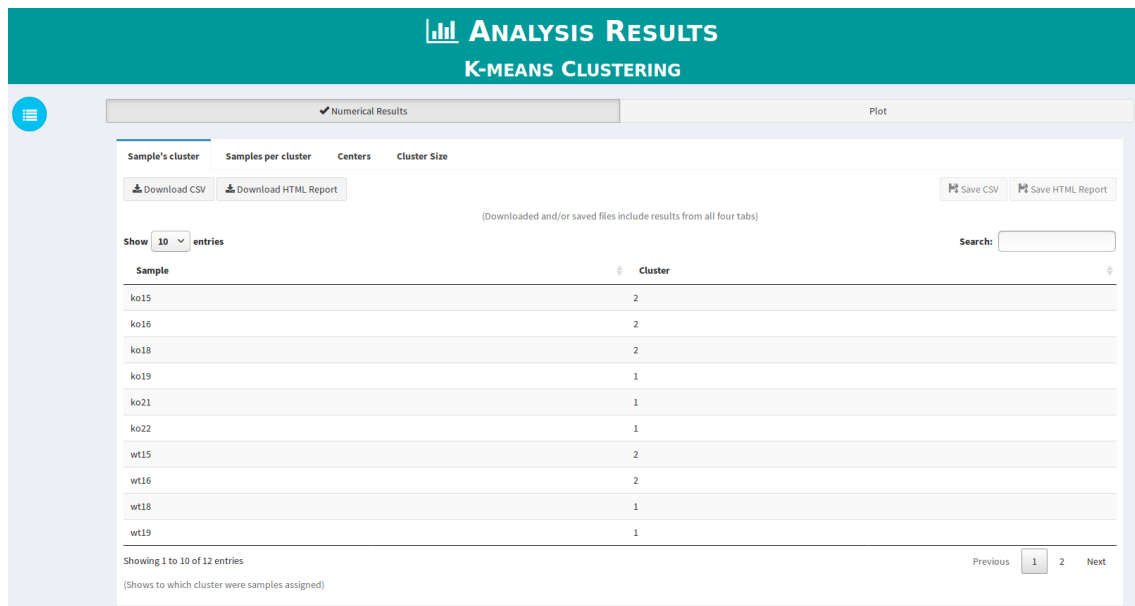 ANALYSIS RESULTS
K-MEANS CLUSTERING
Numerical Results Plot
Sample's cluster Samples per cluster Centers Cluster Size
Download CSV Download HTML Report Save CSV Save HTML Report
(Downloaded and/or saved files include results from all four tabs)
Show 10 entries Search:
Sample Cluster
ko15 2
ko16 2
ko18 2
ko19 1
ko21 1
ko22 1
wt15 2
wt16 2
wt18 1
wt19 1
Showing 1 to 10 of 12 entries Previous 1 2 Next
(Shows to which cluster were samples assigned)